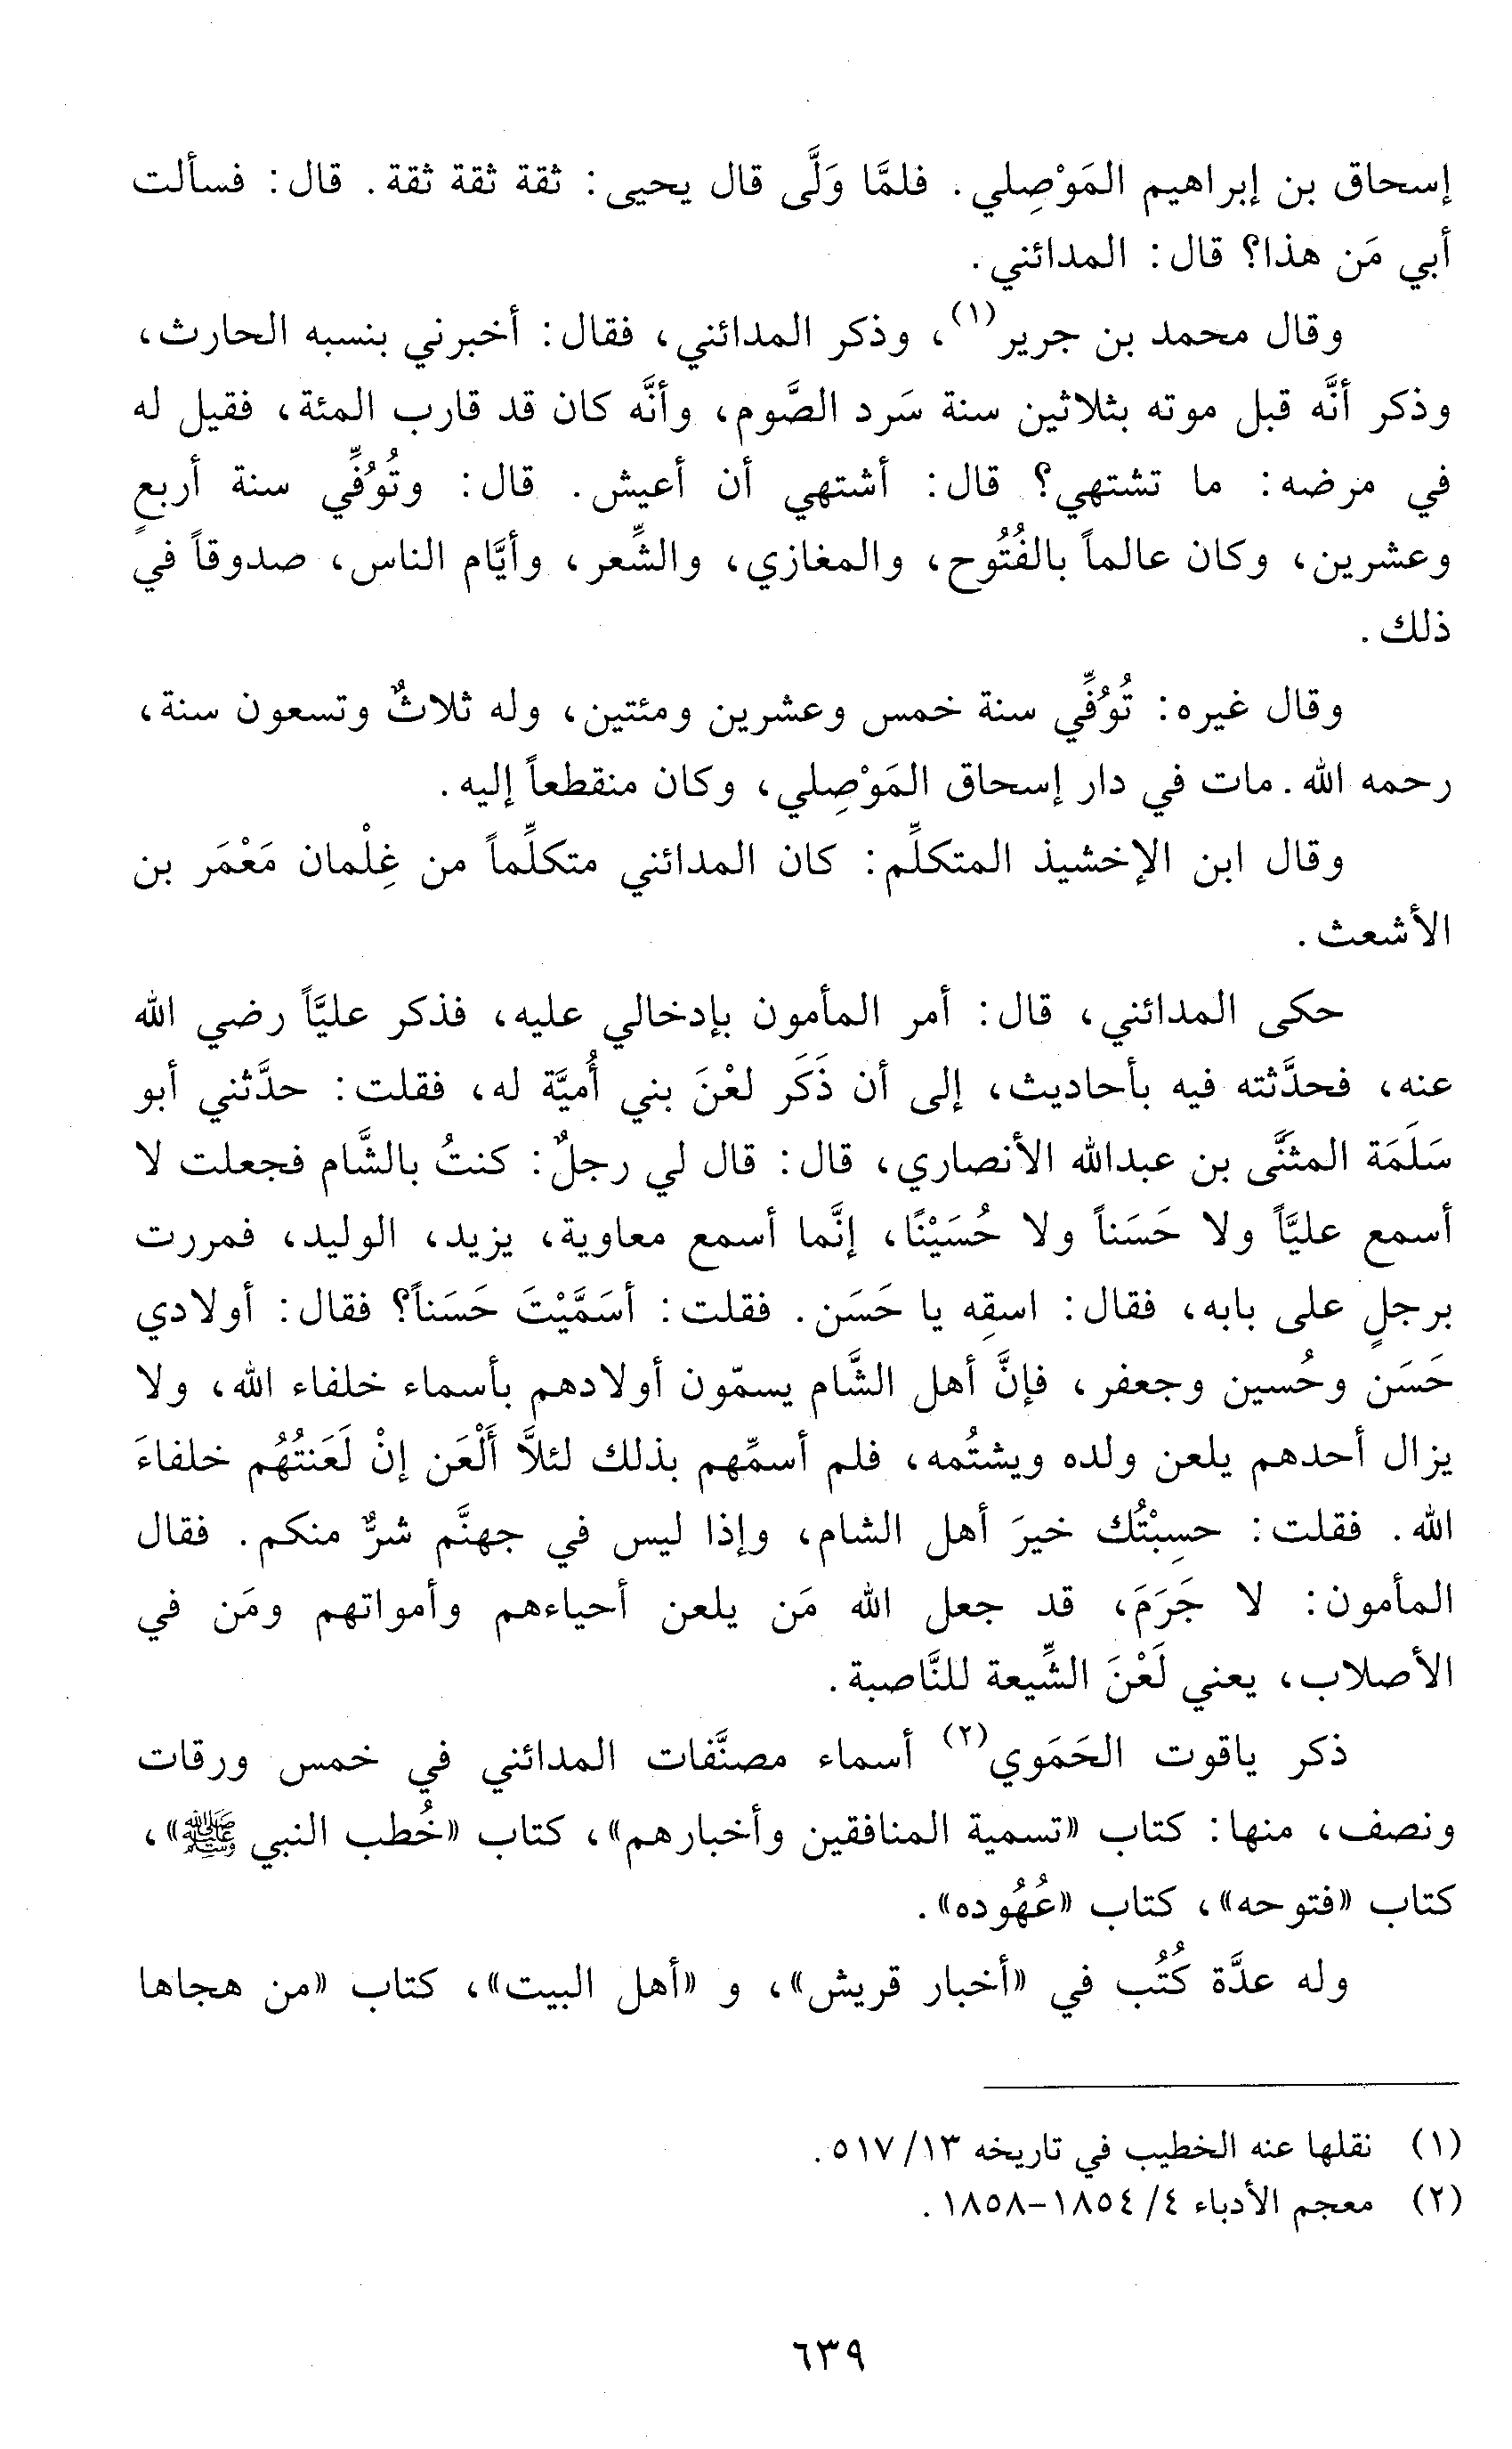 إسحاق بن إبراهيم المَوْصِلي. فلمَّا وَلَّى قال يحيى: ثقة ثقة ثقة. قال: فسألت
أبي مَن هذا؟ قال: المدائني.
وقال محمد بن جرير(١)، وذكر المدائني، فقال: أخبرني بنسبه الحارث،
وذكر أنَّه قبل موته بثلاثين سنة سَرد الصَّوم، وأنَّه كان قد قارب المئة، فقيل له
في مرضه: ما تشتهي؟ قال: أشتهي أن أعيش. قال: وتُوُفِّي سنة أربعٍ
وعشرين، وكان عالماً بالفُتُوح، والمغازي، والشِّعر، وأيَّام الناس، صدوقاً في
ذلك.
وقال غيره: تُوُفِّي سنة خمس وعشرين ومئتين، وله ثلاثٌ وتسعون سنة،
رحمه الله. مات في دار إسحاق المَوْصِلي، وكان منقطعاً إليه.
وقال ابن الإخشيذ المتكلِّم: كان المدائني متكلِّماً من غِلْمان مَعْمَر بن
الأشعث.
حكى المدائني، قال: أمر المأمون بإدخالي عليه، فذكر عليَّاً رضي الله
عنه، فحدَّثته فيه بأحاديث، إلى أن ذَكَر لعْنَ بني أُميَّة له، فقلت: حدَّثني أبو
سَلَمَة المثنَّى بن عبدالله الأنصاري، قال: قال لي رجلٌ: كنتُ بالشَّام فجعلت لا
أسمع عليَّاً ولا حَسَناً ولا حُسَيْنًا، إنَّما أسمع معاوية، يزيد، الوليد، فمررت
برجلٍ على بابه، فقال: اسقِه يا حَسَن. فقلت: أسَمَّيْتَ حَسَناً؟ فقال: أولادي
حَسَن وحُسين وجعفر، فإنَّ أهل الشَّام يسمّون أولادهم بأسماء خلفاء الله، ولا
يزال أحدهم يلعن ولده ويشتُمه، فلم أسمِّهم بذلك لئلاَّ أَلْعَن إنْ لَعَنتُهُم خلفاءَ
الله. فقلت: حسِبْتُك خيرَ أهل الشام، وإذا ليس في جهنَّم شرٌّ منكم. فقال
المأمون: لا جَرَمَ، قد جعل الله مَن يلعن أحياءهم وأمواتهم ومَن في
الأصلاب، يعني لَعْنَ الشِّيعة للنَّاصبة.
ذكر ياقوت الحَمَوي(٢) أسماء مصنَّفات المدائني في خمس ورقات
ونصف، منها: كتاب «تسمية المنافقين وأخبارهم»، كتاب «خُطب النبي ﷺ»،
كتاب «فتوحه»، كتاب «عُهُوده».
وله عدَّة كُتُب في «أخبار قريش»، و «أهل البيت»، كتاب «من هجاها
(١) نقلها عنه الخطيب في تاريخه ١٣/ ٥١٧.
(٢) معجم الأدباء ٤/ ١٨٥٤-١٨٥٨.
٦٣٩